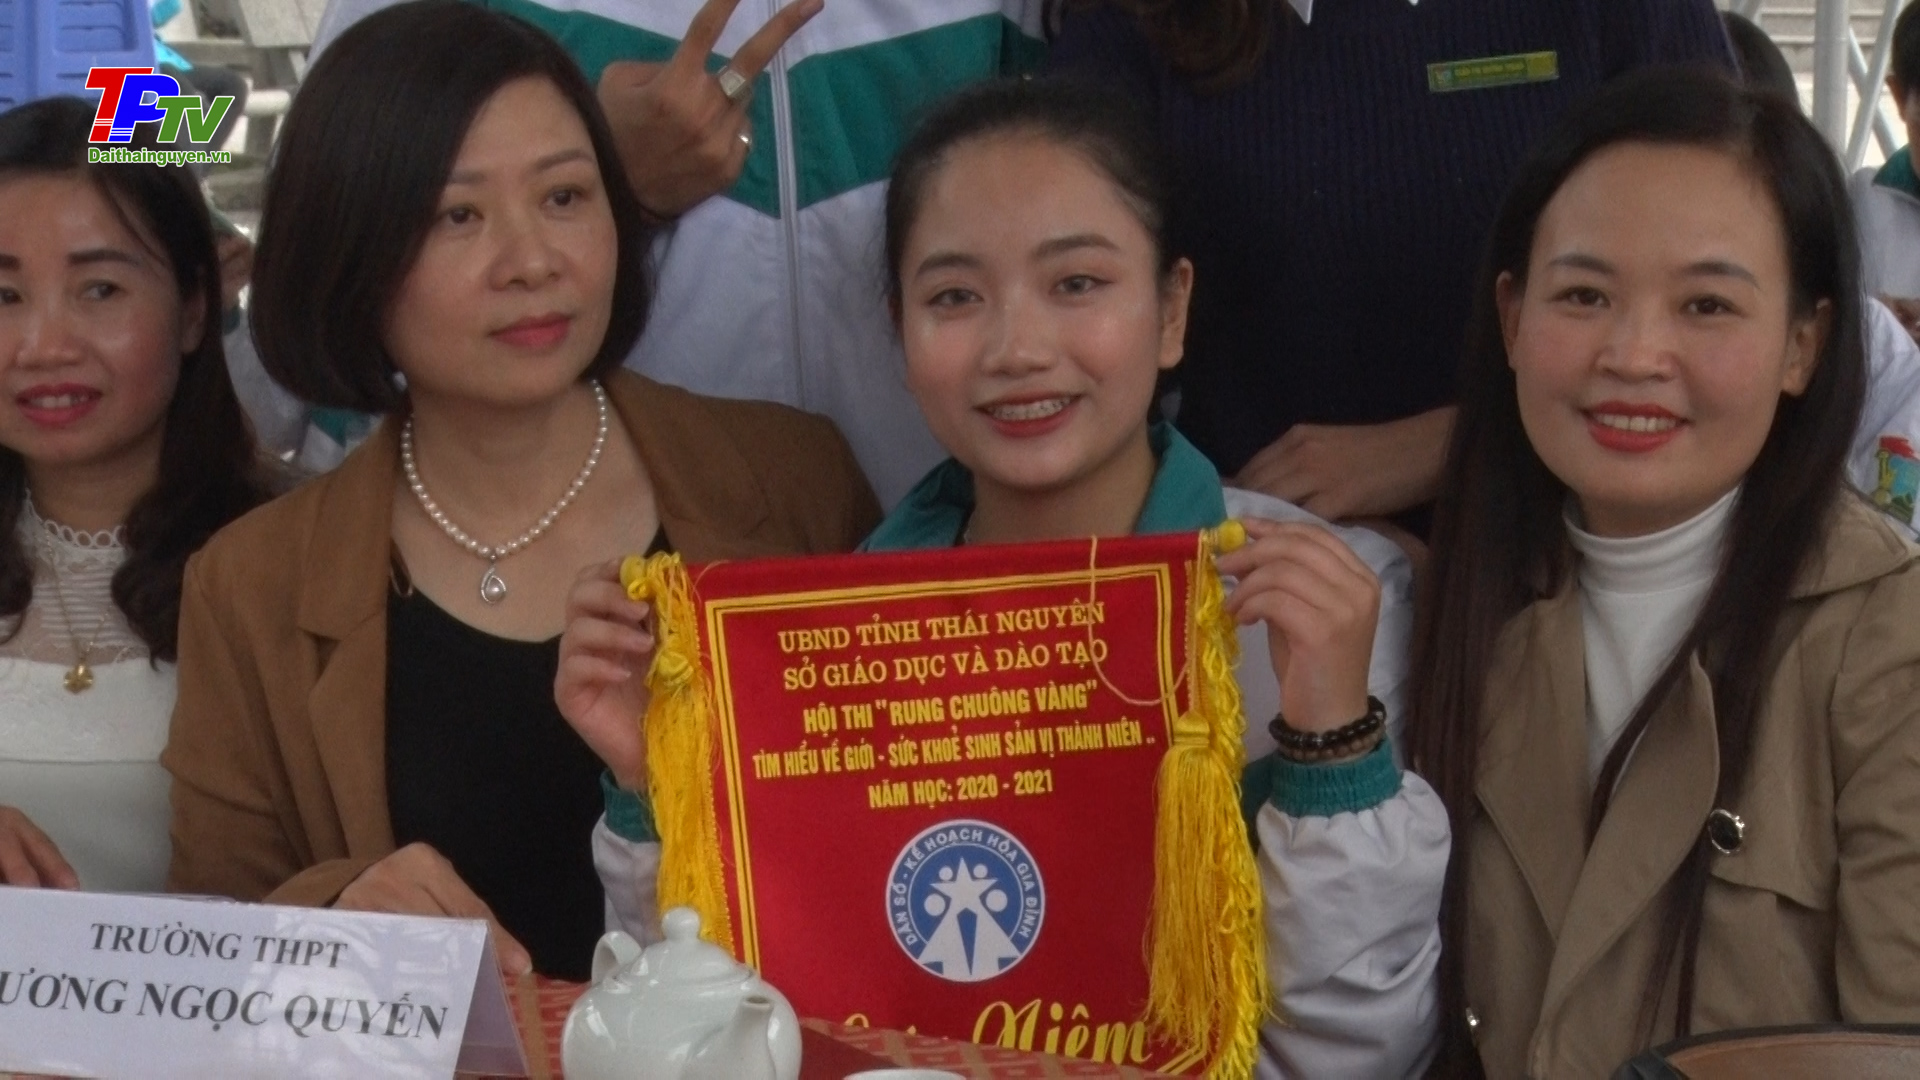 TPTV
Daithainguyen.vn
UBND TỈNH THÁI NGUYÊN
SỞ GIÁO DỤC VÀ ĐÀO TẠO
HỘI THI "RUNG CHUÔNG VÀNG"
TÌM HIỂU VỀ GIỚI - SỨC KHOẺ SINH SẢN VỊ THÀNH NIÊN ..
NĂM HỌC: 2020 - 2021
DÂN SỐ - KẾ HOẠCH HÓA GIA ĐÌNH
Niệm
TRƯỜNG THPT
ƯƠNG NGỌC QUYẾN